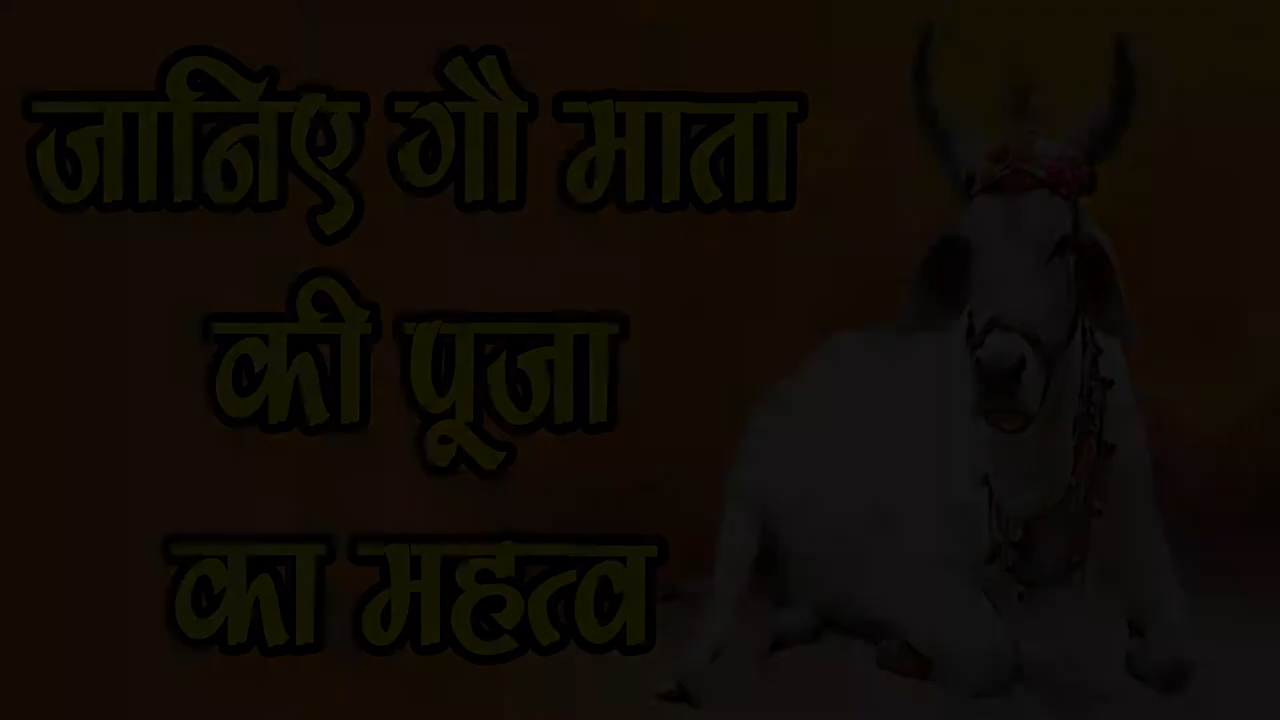 जानिए गौ माता
की पूजा
का महत्व